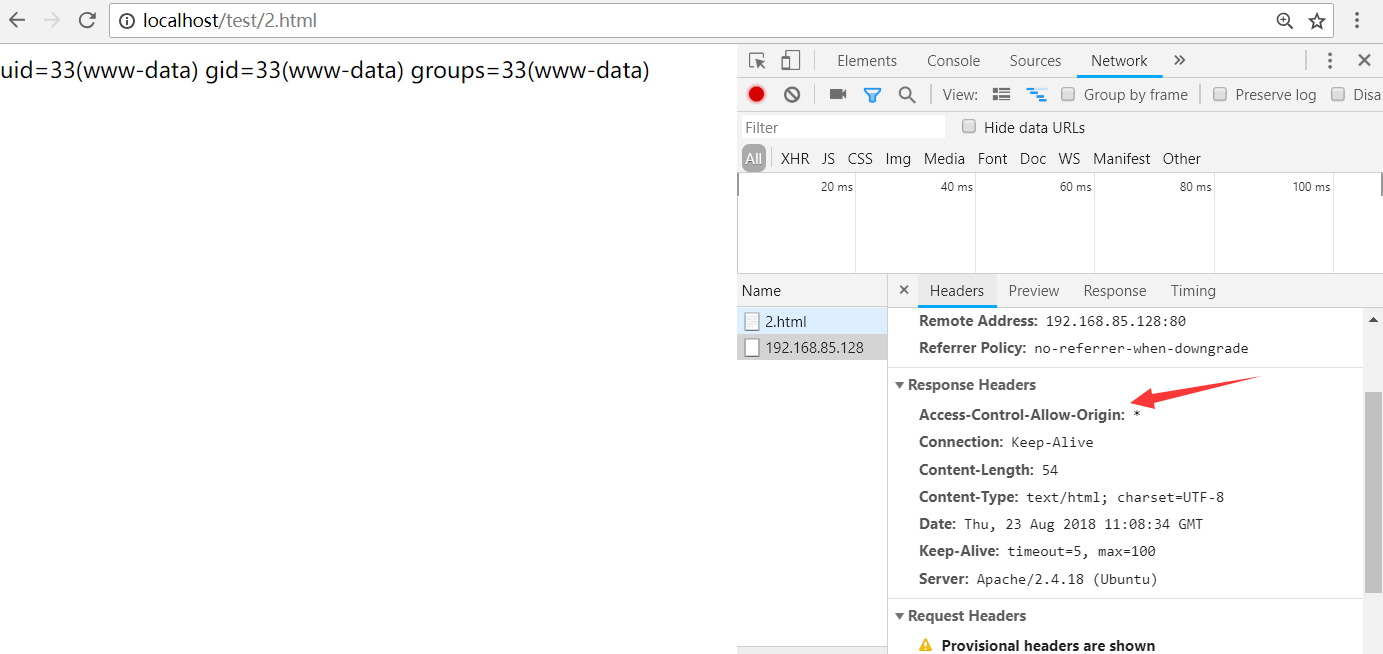 localhost/test/2.html
uid=33(www-data) gid=33(www-data) groups=33(www-data)
Elements Console Sources Network »
View: Group by frame Preserve log Disa
Filter Hide data URLs
All XHR JS CSS Img Media Font Doc WS Manifest Other
20 ms 40 ms 60 ms 80 ms 100 ms
Name
2.html
192.168.85.128
× Headers Preview Response Timing
Remote Address: 192.168.85.128:80
Referrer Policy: no-referrer-when-downgrade
Response Headers
Access-Control-Allow-Origin: *
Connection: Keep-Alive
Content-Length: 54
Content-Type: text/html; charset=UTF-8
Date: Thu, 23 Aug 2018 11:08:34 GMT
Keep-Alive: timeout=5, max=100
Server: Apache/2.4.18 (Ubuntu)
Request Headers
Provisional headers are shown